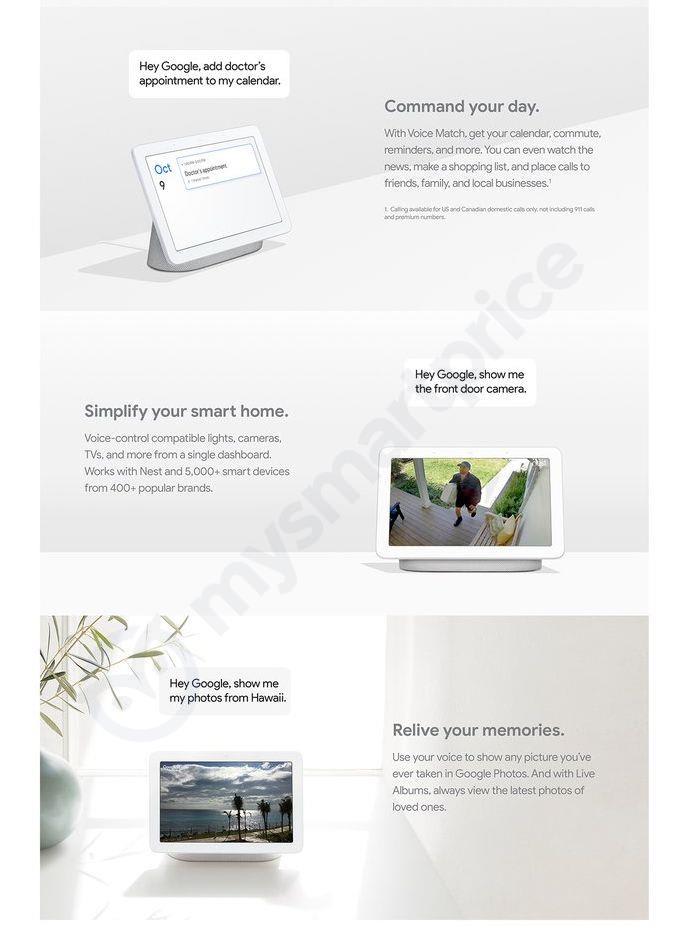 Hey Google, add doctor's
appointment to my calendar.
Oct
9
Doctor's appointment
Command your day.
With Voice Match, get your calendar, commute,
reminders, and more. You can even watch the
news, make a shopping list, and place calls to
friends, family, and local businesses.¹
1. Calling available for US and Canadian domestic calls only, not including 911 calls
and premium numbers.
Hey Google, show me
the front door camera.
Simplify your smart home.
Voice-control compatible lights, cameras,
TVs, and more from a single dashboard.
Works with Nest and 5,000+ smart devices
from 400+ popular brands.
mysmartprice
Hey Google, show me
my photos from Hawaii.
Relive your memories.
Use your voice to show any picture you've
ever taken in Google Photos. And with Live
Albums, always view the latest photos of
loved ones.